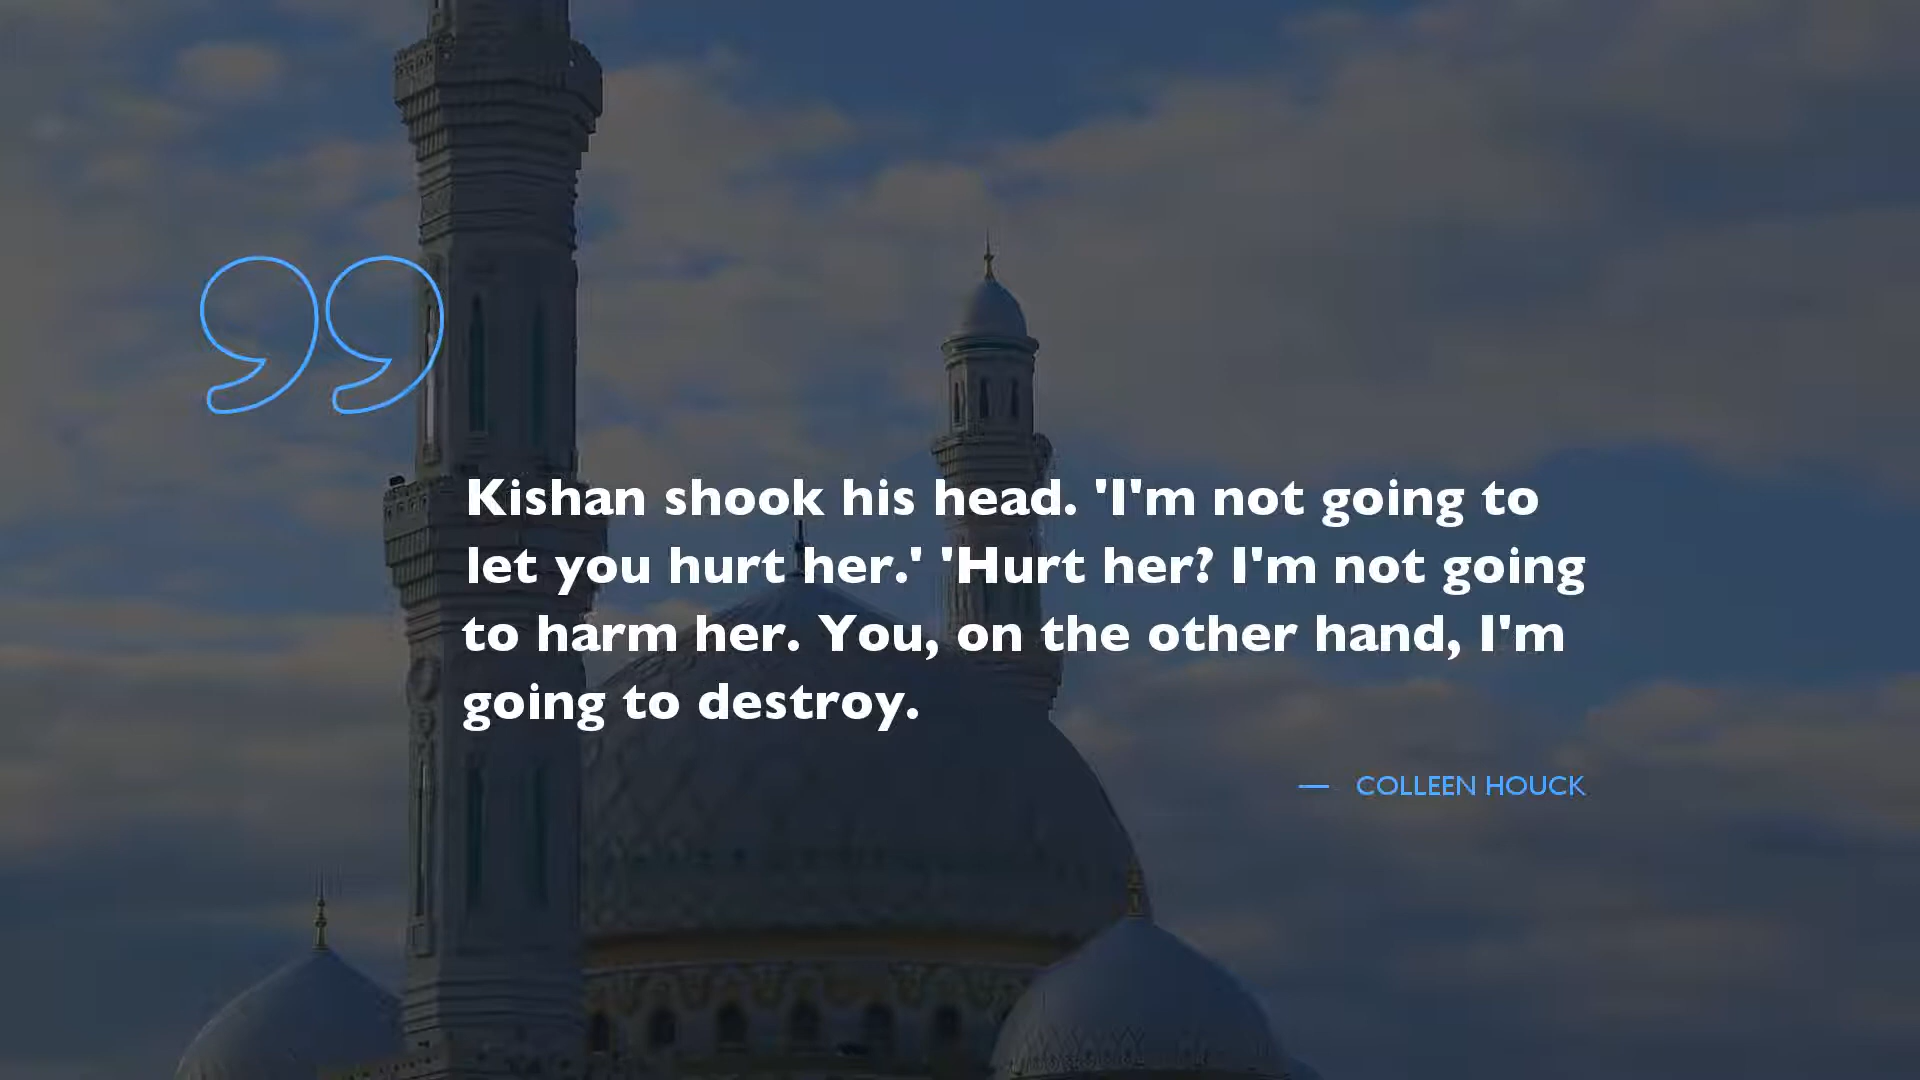 Kishan shook his head. 'I'm not going to
let you hurt her.' 'Hurt her? I'm not going
to harm her. You, on the other hand, I'm
going to destroy.
— COLLEEN HOUCK